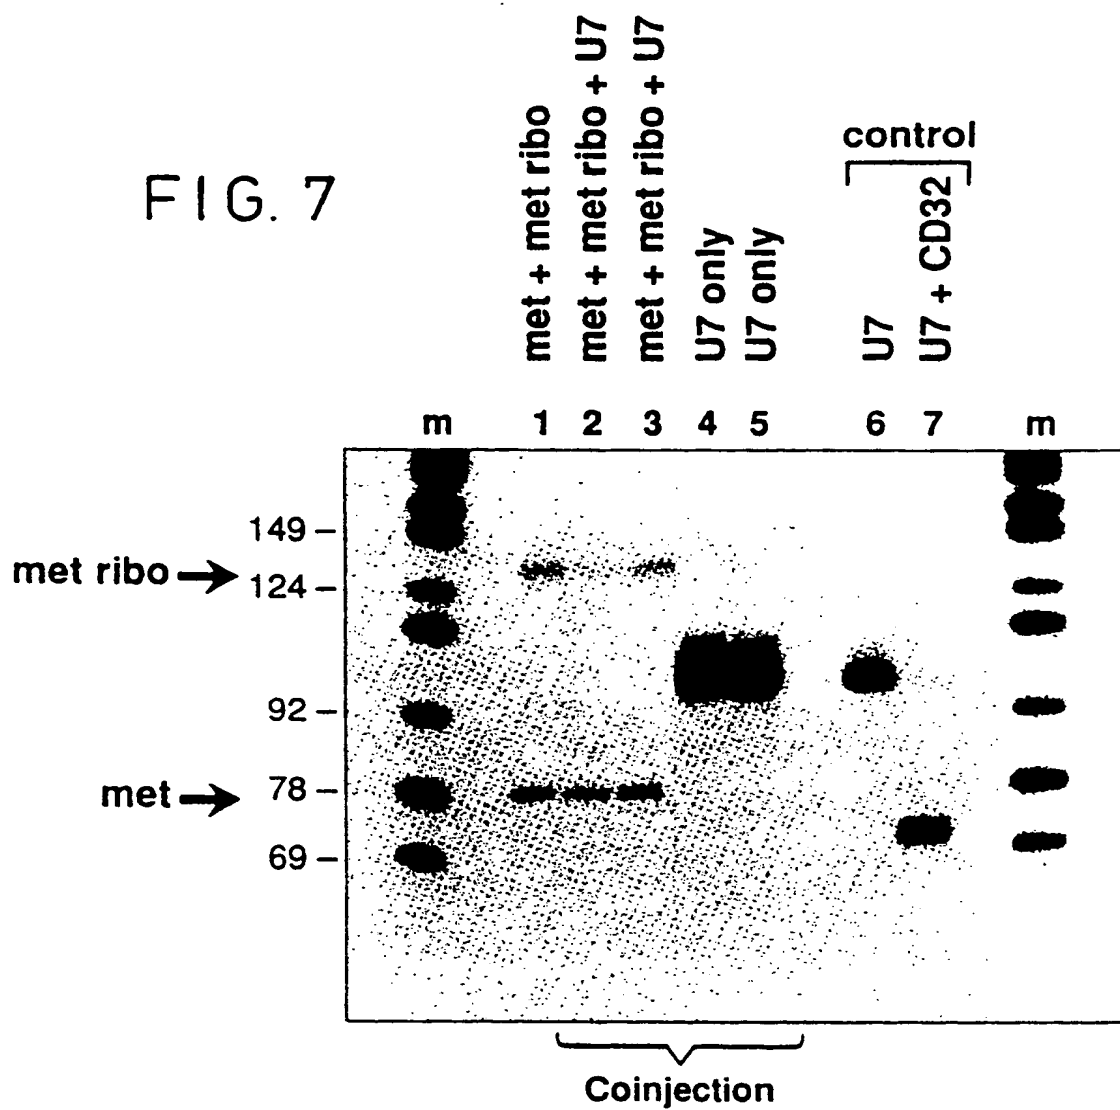 FIG. 7
met + met ribo
met + met ribo + U7
met + met ribo + U7
U7 only
U7 only
control
U7
U7 + CD32
m 1 2 3 4 5 6 7 m
149
met ribo
124
92
met
78
69
Coinjection